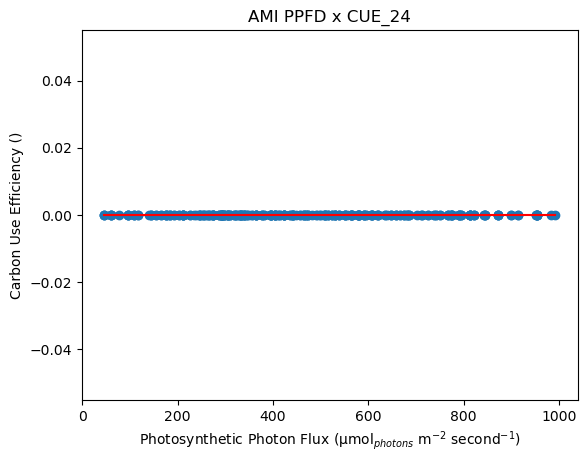 AMI PPFD x CUE_24
Carbon Use Efficiency ()
0.04
0.02
0.00
−0.02
−0.04
0 200 400 600 800 1000
Photosynthetic Photon Flux (μmol_photons m⁻² second⁻¹)